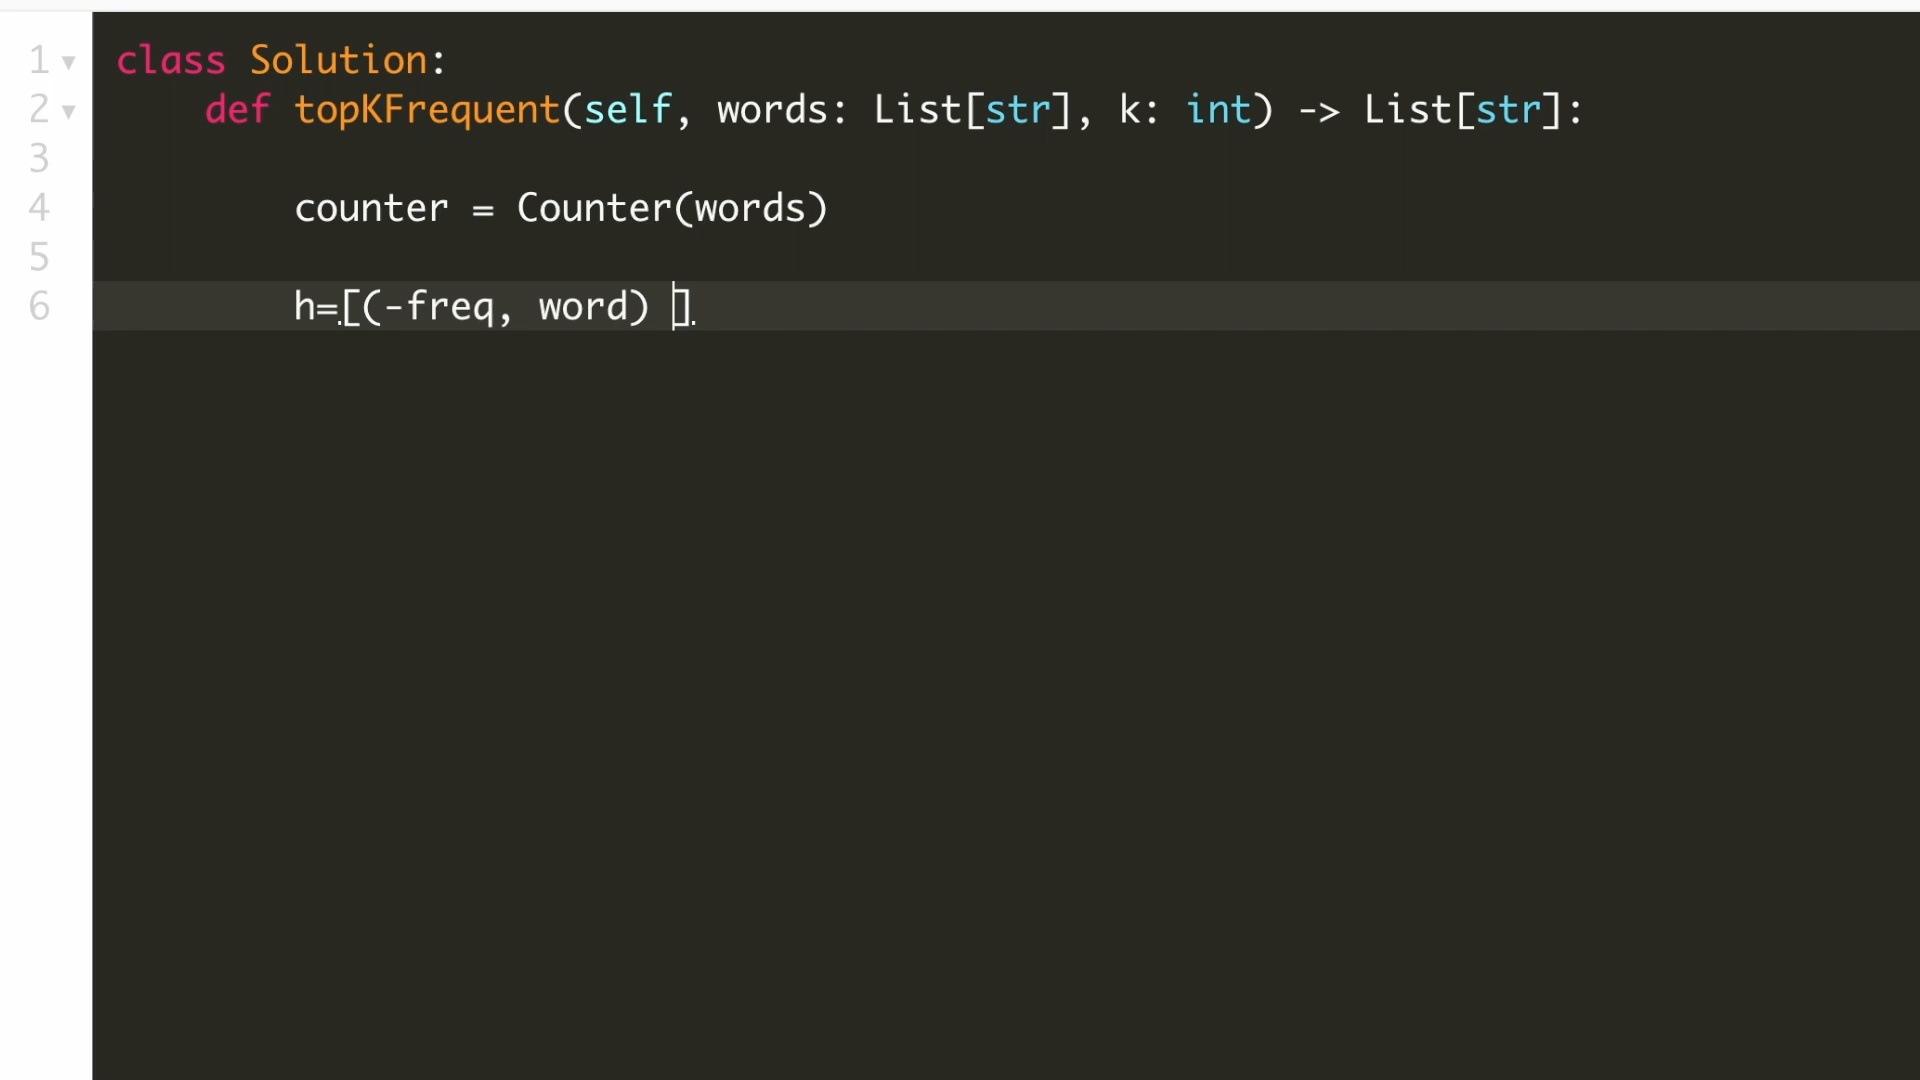 1 class Solution:
2 def topKFrequent(self, words: List[str], k: int) -> List[str]:
3
4 counter = Counter(words)
5
6 h=[(-freq, word) ]